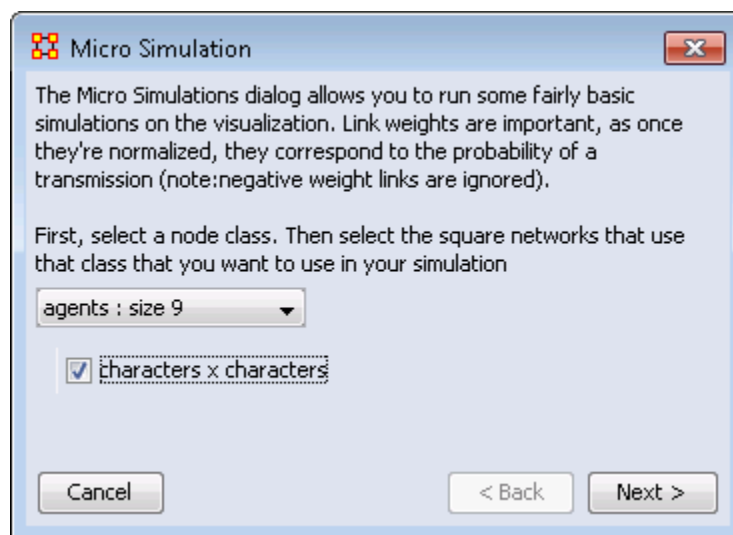 Micro Simulation
The Micro Simulations dialog allows you to run some fairly basic
simulations on the visualization. Link weights are important, as once
they're normalized, they correspond to the probability of a
transmission (note:negative weight links are ignored).
First, select a node class. Then select the square networks that use
that class that you want to use in your simulation
agents : size 9
characters x characters
Cancel
< Back
Next >